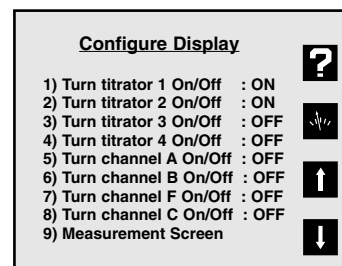 Configure Display
?
1) Turn titrator 1 On/Off : ON
2) Turn titrator 2 On/Off : ON
3) Turn titrator 3 On/Off : OFF
4) Turn titrator 4 On/Off : OFF
5) Turn channel A On/Off : OFF
6) Turn channel B On/Off : OFF
7) Turn channel F On/Off : OFF
8) Turn channel C On/Off : OFF
9) Measurement Screen